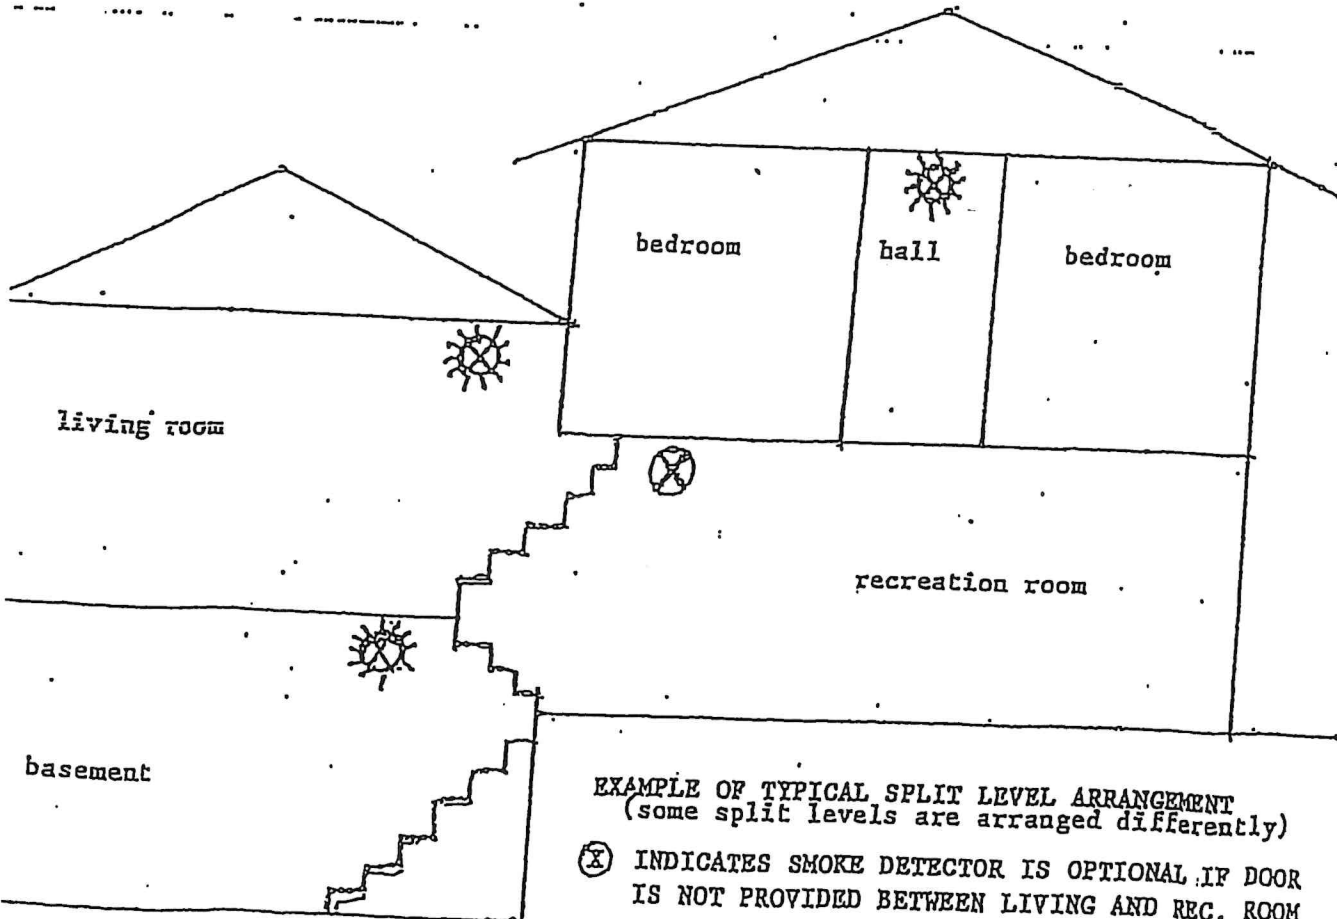 bedroom
hall
bedroom
living room
recreation room
basement
EXAMPLE OF TYPICAL SPLIT LEVEL ARRANGEMENT
(some split levels are arranged differently)
X INDICATES SMOKE DETECTOR IS OPTIONAL IF DOOR
IS NOT PROVIDED BETWEEN LIVING AND REC. ROOM